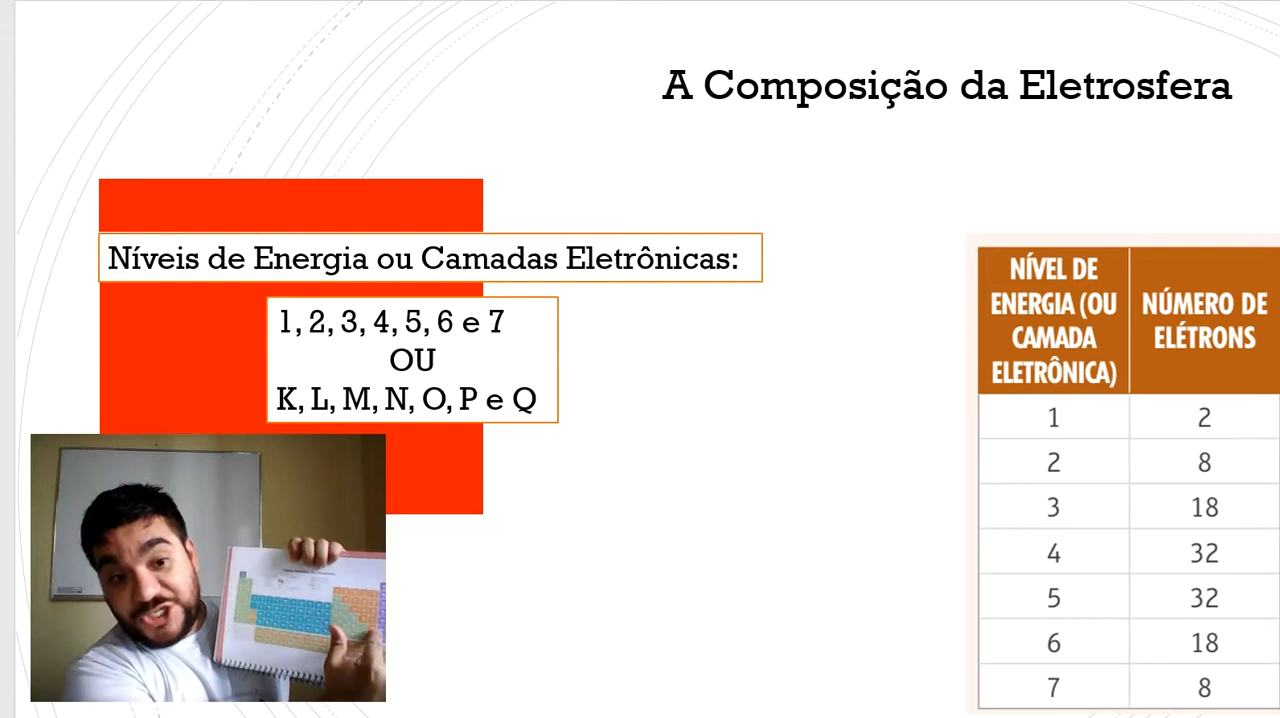 A Composição da Eletrosfera
Níveis de Energia ou Camadas Eletrônicas:
1, 2, 3, 4, 5, 6 e 7
OU
K, L, M, N, O, P e Q
NÍVEL DE ENERGIA (OU CAMADA ELETRÔNICA) NÚMERO DE ELÉTRONS
1 2
2 8
3 18
4 32
5 32
6 18
7 8